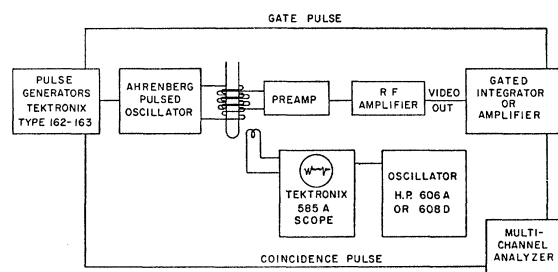 GATE PULSE
PULSE
GENERATORS
TEKTRONIX
TYPE 162-163
AHRENBERG
PULSED
OSCILLATOR
PREAMP
R F
AMPLIFIER
VIDEO
OUT
GATED
INTEGRATOR
OR
AMPLIFIER
TEKTRONIX
585 A
SCOPE
OSCILLATOR
H.P. 606 A
OR 608 D
MULTI-
CHANNEL
ANALYZER
COINCIDENCE PULSE